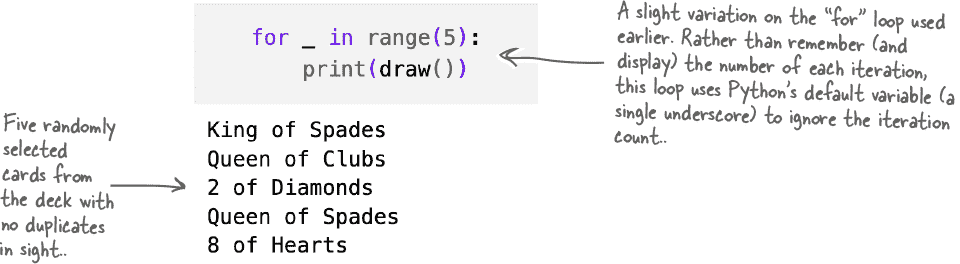 for _ in range(5):
print(draw())
A slight variation on the “for” loop used
earlier. Rather than remember (and
display) the number of each iteration,
this loop uses Python’s default variable (a
single underscore) to ignore the iteration
count..
Five randomly
selected
cards from
the deck with
no duplicates
in sight..
King of Spades
Queen of Clubs
2 of Diamonds
Queen of Spades
8 of Hearts